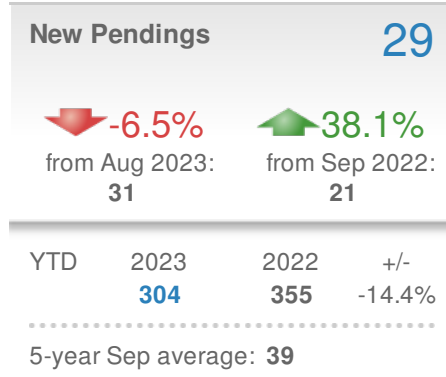 New Pendings 29
-6.5% 38.1%
from Aug 2023: from Sep 2022:
31 21
YTD 2023 2022 +/-
304 355 -14.4%
5-year Sep average: 39